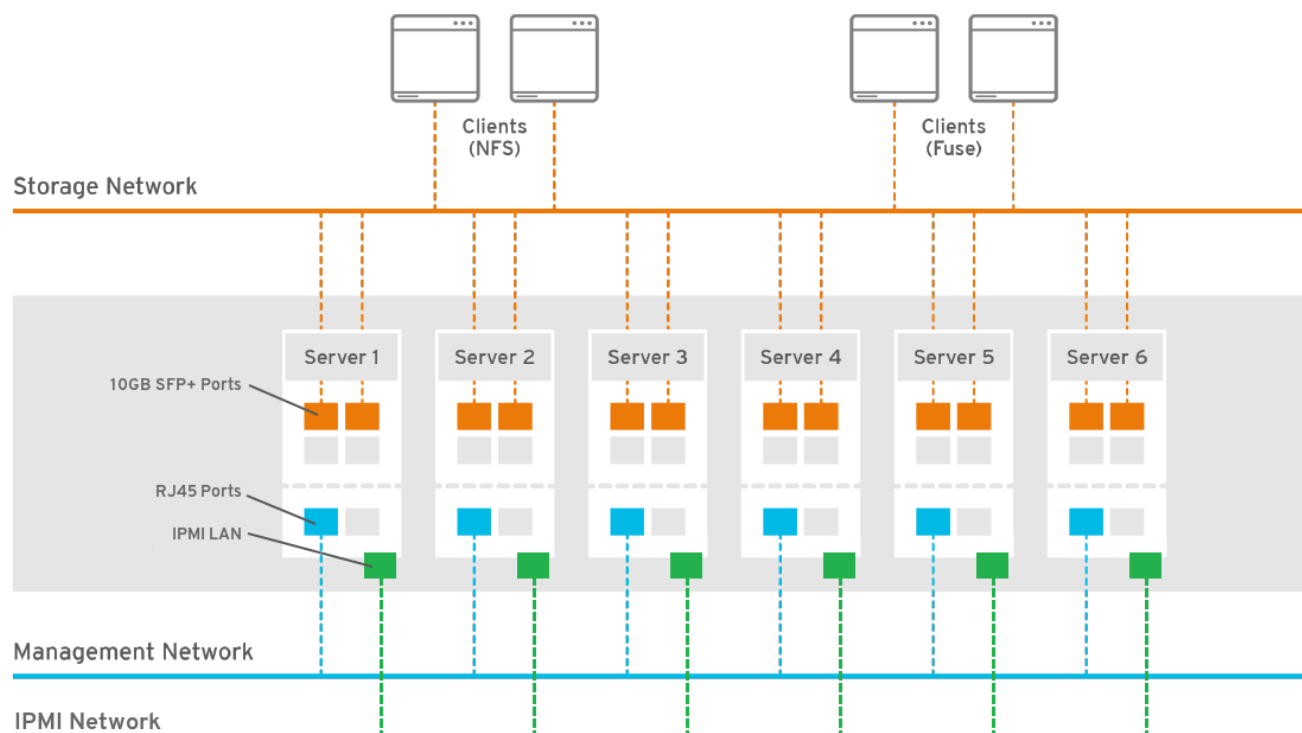 Clients
(NFS)
Clients
(Fuse)
Storage Network
Server 1
Server 2
Server 3
Server 4
Server 5
Server 6
10GB SFP+ Ports
RJ45 Ports
IPMI LAN
Management Network
IPMI Network